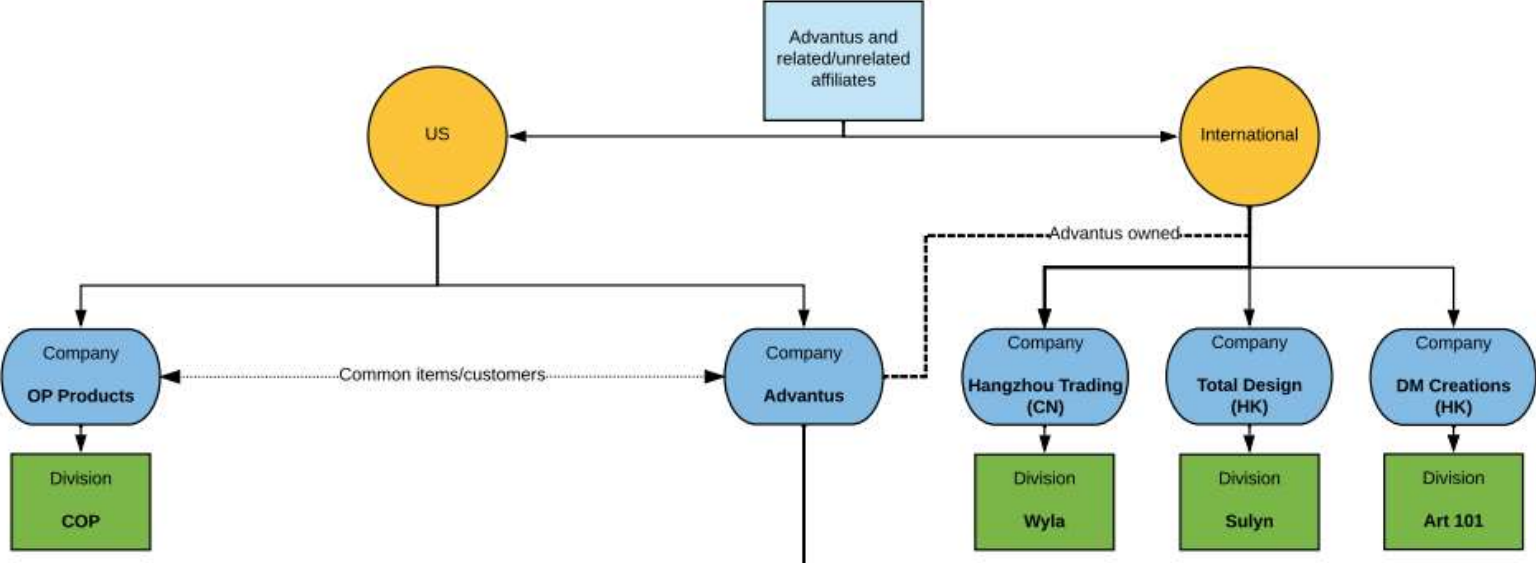 Advantus and
related/unrelated
affiliates
US
International
Advantus owned
Company
OP Products
Common items/customers
Company
Advantus
Company
Hangzhou Trading
(CN)
Company
Total Design
(HK)
Company
DM Creations
(HK)
Division
COP
Division
Wyla
Division
Sulyn
Division
Art 101